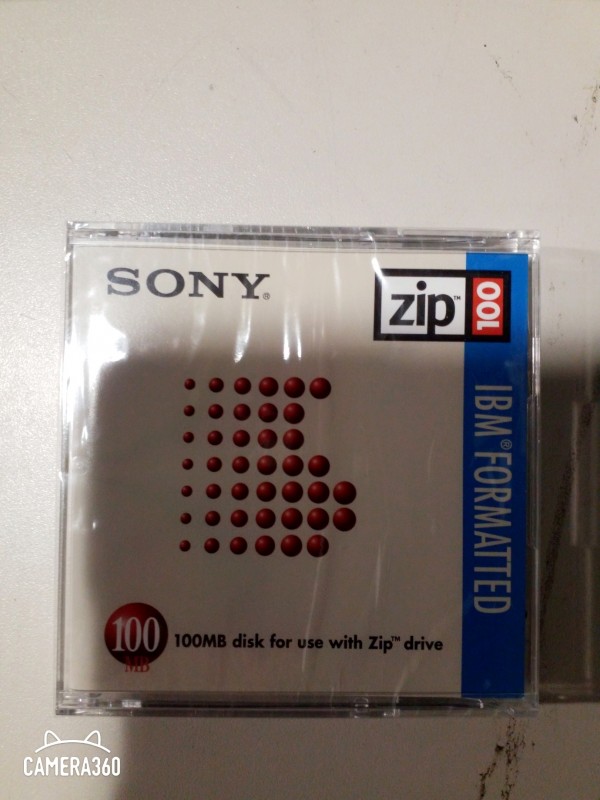 SONY®
zip™ 100
IBM® FORMATTED
100
MB
100MB disk for use with Zip™ drive
CAMERA360